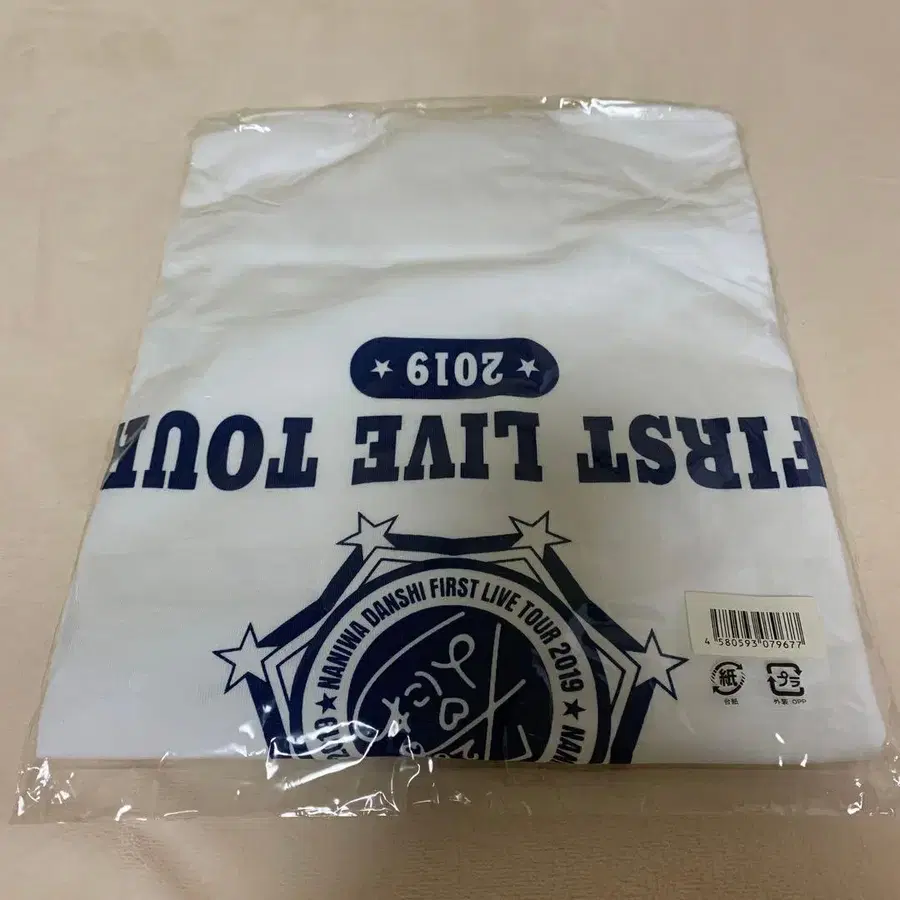 ★ 2019 ★
FIRST LIVE TOUR
★ NANIWA DANSHI FIRST LIVE TOUR 2019 ★ NAN
4 580593 079677
紙
台紙
プラ
外装:OPP